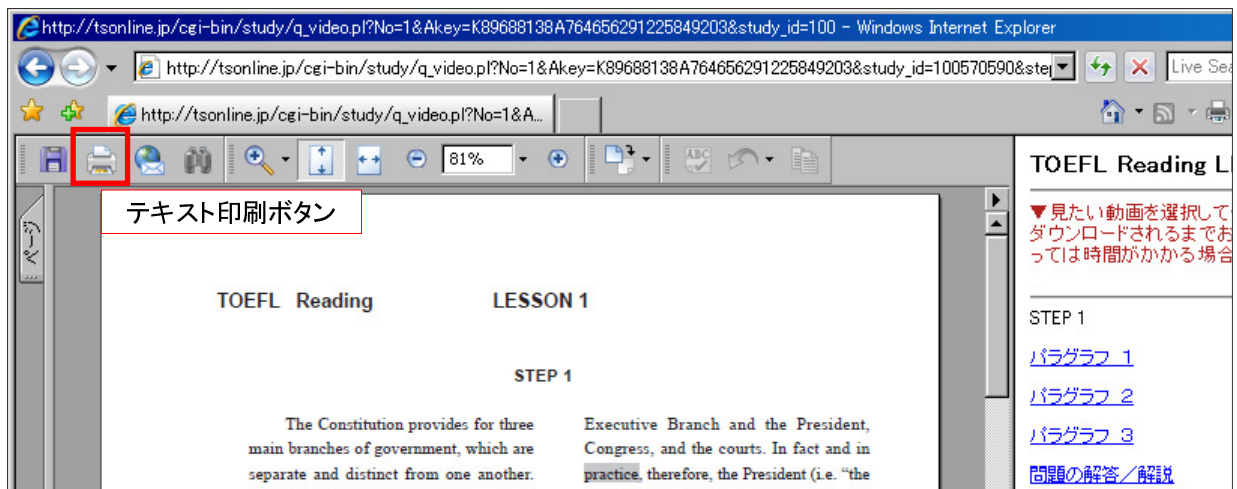 http://tsonline.jp/cgi-bin/study/q_video.pl?No=1&Akey=K89688138A764656291225849203&study_id=100 - Windows Internet Explorer
http://tsonline.jp/cgi-bin/study/q_video.pl?No=1&Akey=K89688138A764656291225849203&study_id=100570590&ste
Live Sea
http://tsonline.jp/cgi-bin/study/q_video.pl?No=1&A...
81%
ABC
テキスト印刷ボタン
ページ
TOEFL Reading LESSON 1
STEP 1
The Constitution provides for three
main branches of government, which are
separate and distinct from one another.
Executive Branch and the President,
Congress, and the courts. In fact and in
practice, therefore, the President (i.e. “the
TOEFL Reading L
▼見たい動画を選択して
ダウンロードされるまでお
っては時間がかかる場合
STEP 1
パラグラフ 1
パラグラフ 2
パラグラフ 3
問題の解答／解説